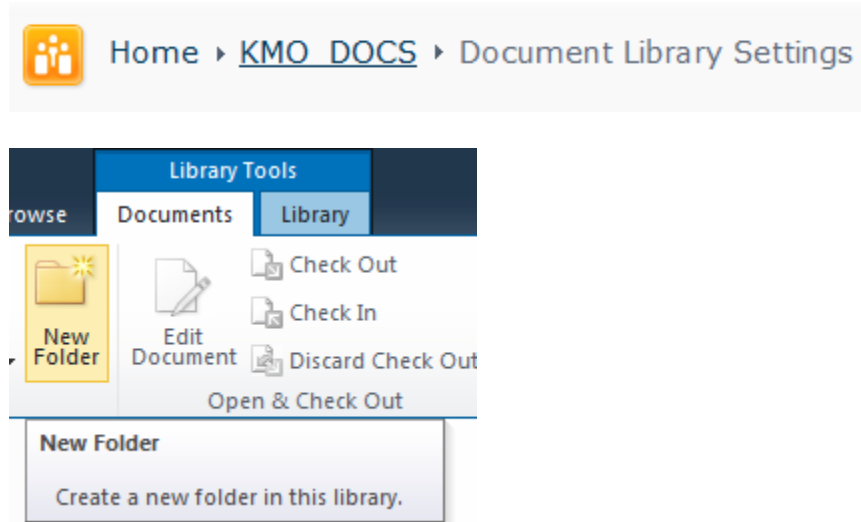 Home ▸ KMO_DOCS ▸ Document Library Settings
Library Tools
rowse Documents Library
New Folder
Edit Document
Check Out
Check In
Discard Check Out
Open & Check Out
New Folder
Create a new folder in this library.